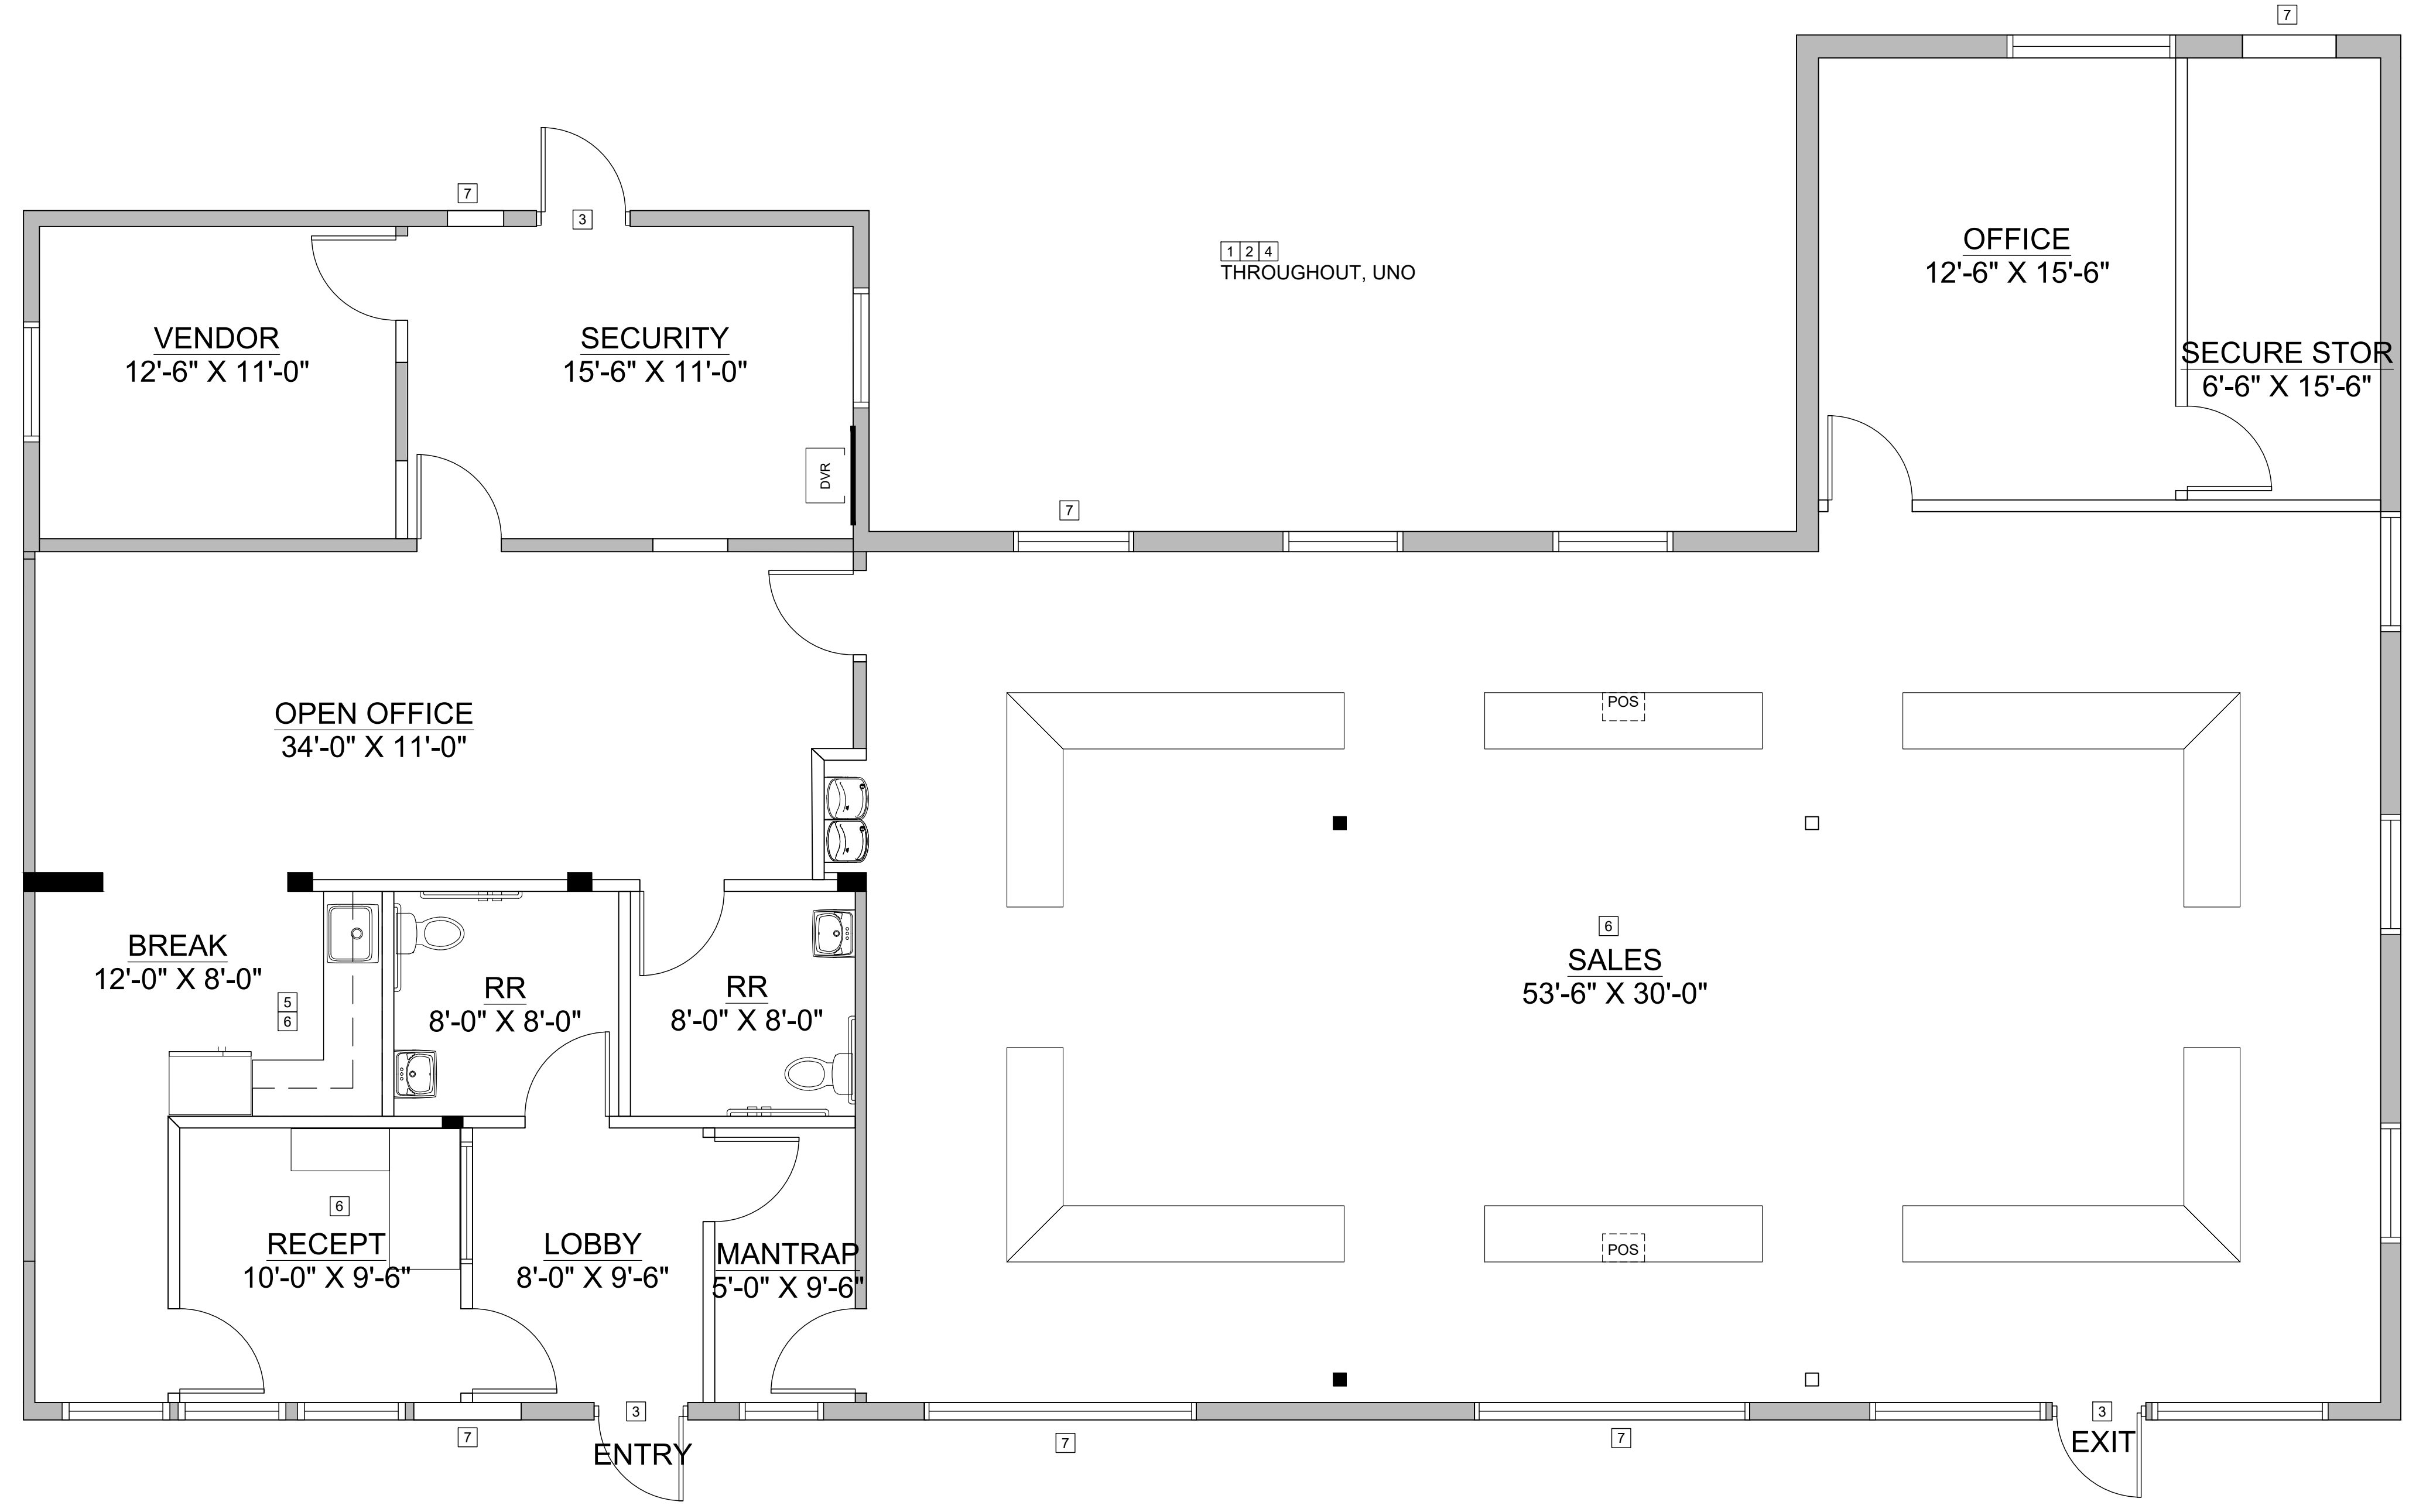 7
7
3
1 2 4
THROUGHOUT, UNO
OFFICE
12'-6" X 15'-6"
VENDOR
12'-6" X 11'-0"
SECURITY
15'-6" X 11'-0"
SECURE STOR
6'-6" X 15'-6"
DVR
7
OPEN OFFICE
34'-0" X 11'-0"
POS
6
BREAK
12'-0" X 8'-0"
5
6
RR
8'-0" X 8'-0"
RR
8'-0" X 8'-0"
SALES
53'-6" X 30'-0"
6
RECEPT
10'-0" X 9'-6"
LOBBY
8'-0" X 9'-6"
MANTRAP
5'-0" X 9'-6"
POS
3
3
7
ENTRY
7
7
EXIT